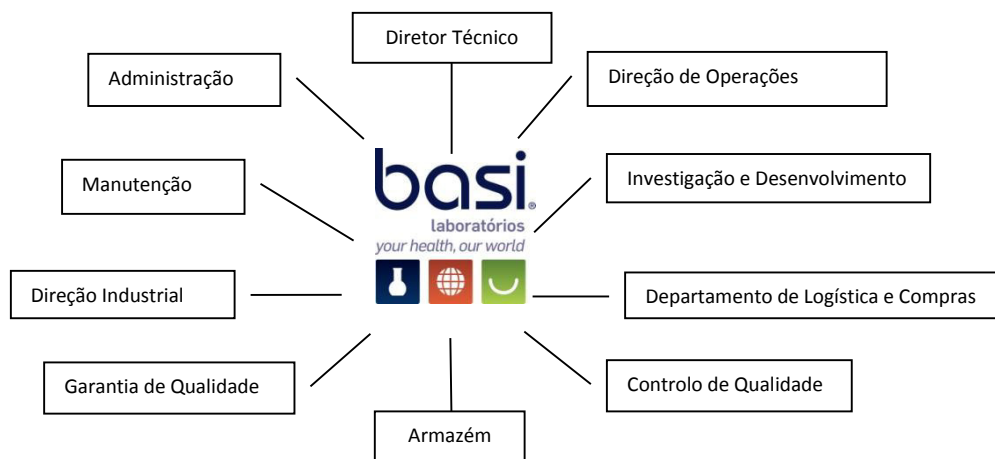 Diretor Técnico
Administração
Direção de Operações
Manutenção
basi®
laboratórios
your health, our world
Investigação e Desenvolvimento
Direção Industrial
Departamento de Logística e Compras
Garantia de Qualidade
Controlo de Qualidade
Armazém